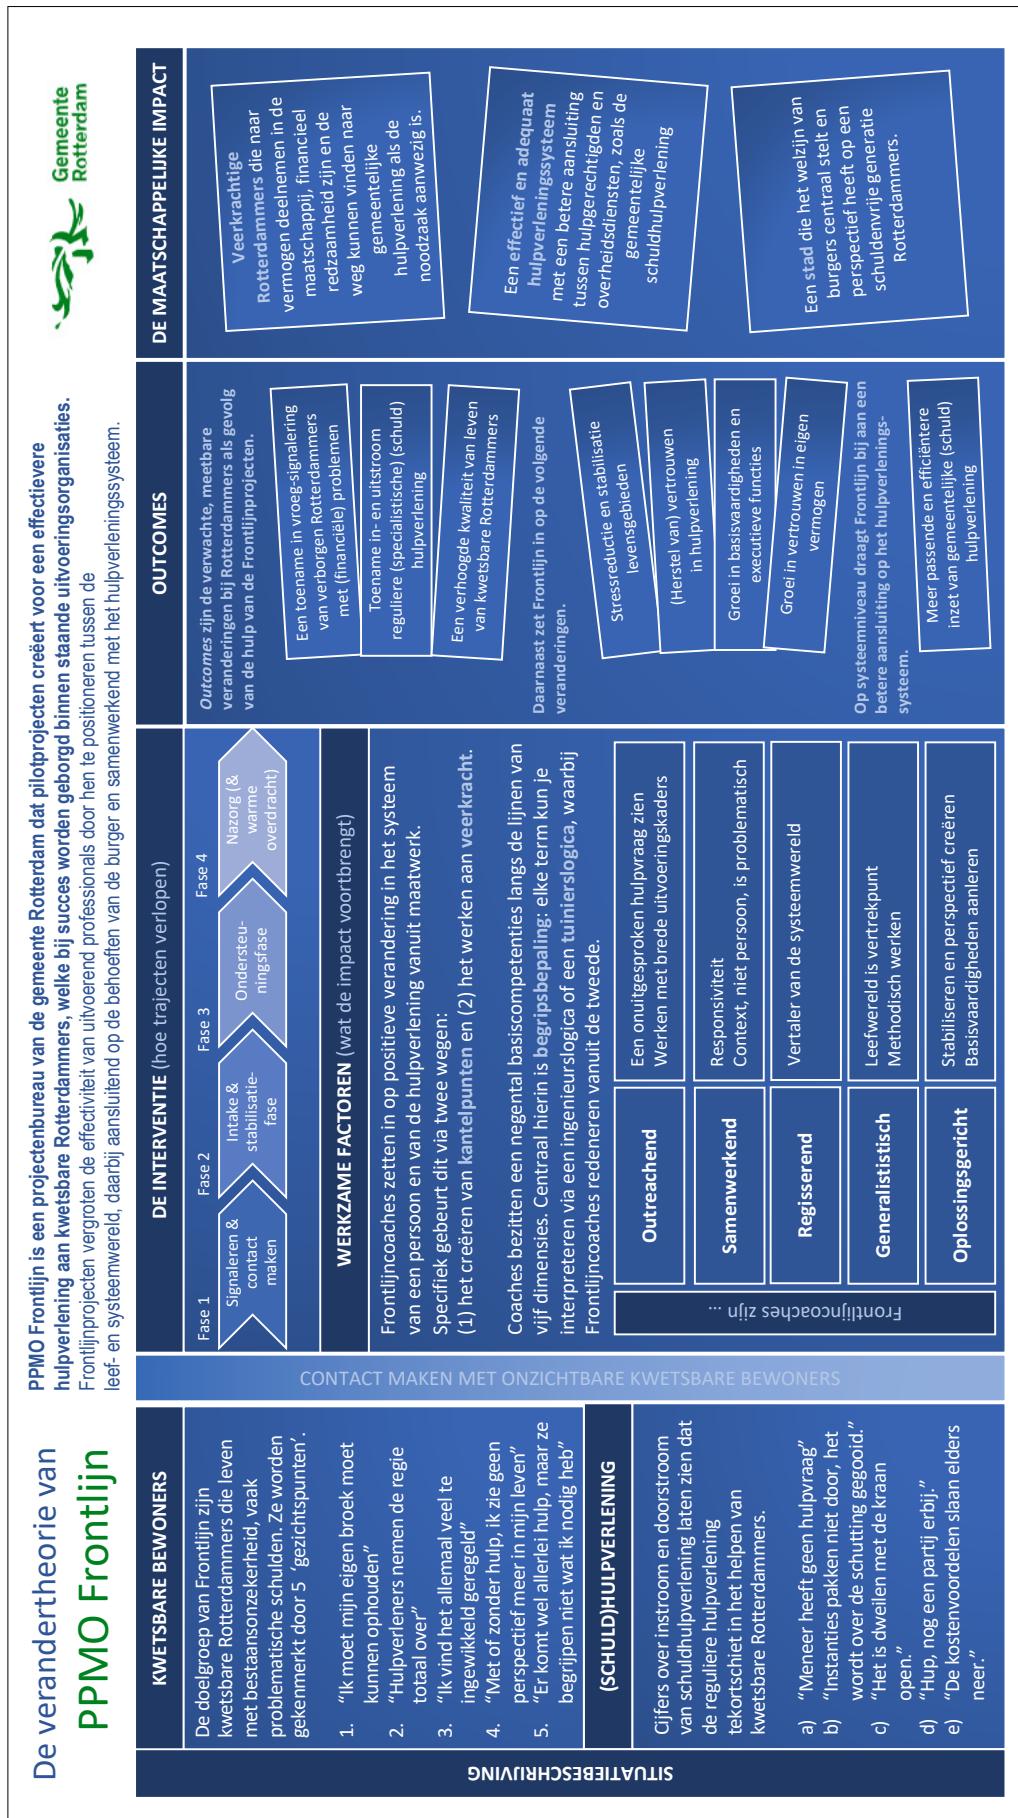 De verandertheorie van
PPMO Frontlijn
PPMO Frontlijn is een projectenbureau van de gemeente Rotterdam dat pilotprojecten creëert voor een effectievere
hulpverlening aan kwetsbare Rotterdammers, welke bij succes worden geborgd binnen staande uitvoeringsorganisaties.
Frontlijnprojecten vergroten de effectiviteit van uitvoerend professionals door hen te positioneren tussen de
leef- en systeemwereld, daarbij aansluitend op de behoeften van de burger en samenwerkend met het hulpverleningssysteem.
Gemeente
Rotterdam
SITUATIEBESCHRIJVING
KWETSBARE BEWONERS
De doelgroep van Frontlijn zijn
kwetsbare Rotterdammers die leven
met bestaansonzekerheid, vaak
problematische schulden. Ze worden
gekenmerkt door 5 ‘gezichtspunten’.
1. “Ik moet mijn eigen broek moet
kunnen ophouden”
2. “Hulpverleners nemen de regie
totaal over”
3. “Ik vind het allemaal veel te
ingewikkeld geregeld”
4. “Met of zonder hulp, ik zie geen
perspectief meer in mijn leven”
5. “Er komt wel allerlei hulp, maar ze
begrijpen niet wat ik nodig heb”
(SCHULD)HULPVERLENING
Cijfers over instroom en doorstroom
van schuldhulpverlening laten zien dat
de reguliere hulpverlening
tekortschiet in het helpen van
kwetsbare Rotterdammers.
a) “Meneer heeft geen hulpvraag”
b) “Instanties pakken niet door, het
wordt over de schutting gegooid.”
c) “Het is dweilen met de kraan
open.”
d) “Hup, nog een partij erbij.”
e) “De kostenvoordelen slaan elders
neer.”
CONTACT MAKEN MET ONZICHTBARE KWETSBARE BEWONERS
DE INTERVENTIE (hoe trajecten verlopen)
Fase 1
Signaleren &
contact
maken
Fase 2
Intake &
stabilisatie-
fase
Fase 3
Ondersteu-
ningsfase
Fase 4
Nazorg (&
warme
overdracht)
WERKZAME FACTOREN (wat de impact voortbrengt)
Frontlijncoaches zetten in op positieve verandering in het systeem
van een persoon en van de hulpverlening vanuit maatwerk.
Specifiek gebeurt dit via twee wegen:
(1) het creëren van kantelpunten en (2) het werken aan veerkracht.
Coaches bezitten een negental basiscompetenties langs de lijnen van
vijf dimensies. Centraal hierin is begripsbepaling: elke term kun je
interpreteren via een ingenieurslogica of een tuinierslogica, waarbij
Frontlijncoaches redeneren vanuit de tweede.
Frontlijncoaches zijn ...
Outreachend
Een onuitgesproken hulpvraag zien
Werken met brede uitvoeringskaders
Samenwerkend
Responsiviteit
Context, niet persoon, is problematisch
Regisserend
Vertaler van de systeemwereld
Generalististisch
Leefwereld is vertrekpunt
Methodisch werken
Oplossingsgericht
Stabiliseren en perspectief creëren
Basisvaardigheden aanleren
OUTCOMES
Outcomes zijn de verwachte, meetbare
veranderingen bij Rotterdammers als gevolg
van de hulp van de Frontlijnprojecten.
Een toename in vroeg-signalering
van verborgen Rotterdammers
met (financiële) problemen
Toename in- en uitstroom
reguliere (specialistische) (schuld)
hulpverlening
Een verhoogde kwaliteit van leven
van kwetsbare Rotterdammers
Daarnaast zet Frontlijn in op de volgende
veranderingen.
Stressreductie en stabilisatie
levensgebieden
(Herstel van) vertrouwen
in hulpverlening
Groei in basisvaardigheden en
executieve functies
Groei in vertrouwen in eigen
vermogen
Op systeemniveau draagt Frontlijn bij aan een
betere aansluiting op het hulpverlenings-
systeem.
Meer passende en efficiëntere
inzet van gemeentelijke (schuld)
hulpverlening
DE MAATSCHAPPELIJKE IMPACT
Veerkrachtige
Rotterdammers die naar
vermogen deelnemen in de
maatschappij, financieel
redzaamheid zijn en de
weg kunnen vinden naar
gemeentelijke
hulpverlening als de
noodzaak aanwezig is.
Een effectief en adequaat
hulpverleningssysteem
met een betere aansluiting
tussen hulpgerechtigden en
overheidsdiensten, zoals de
gemeentelijke
schuldhulpverlening
Een stad die het welzijn van
burgers centraal stelt en
perspectief heeft op een
schuldenvrije generatie
Rotterdammers.